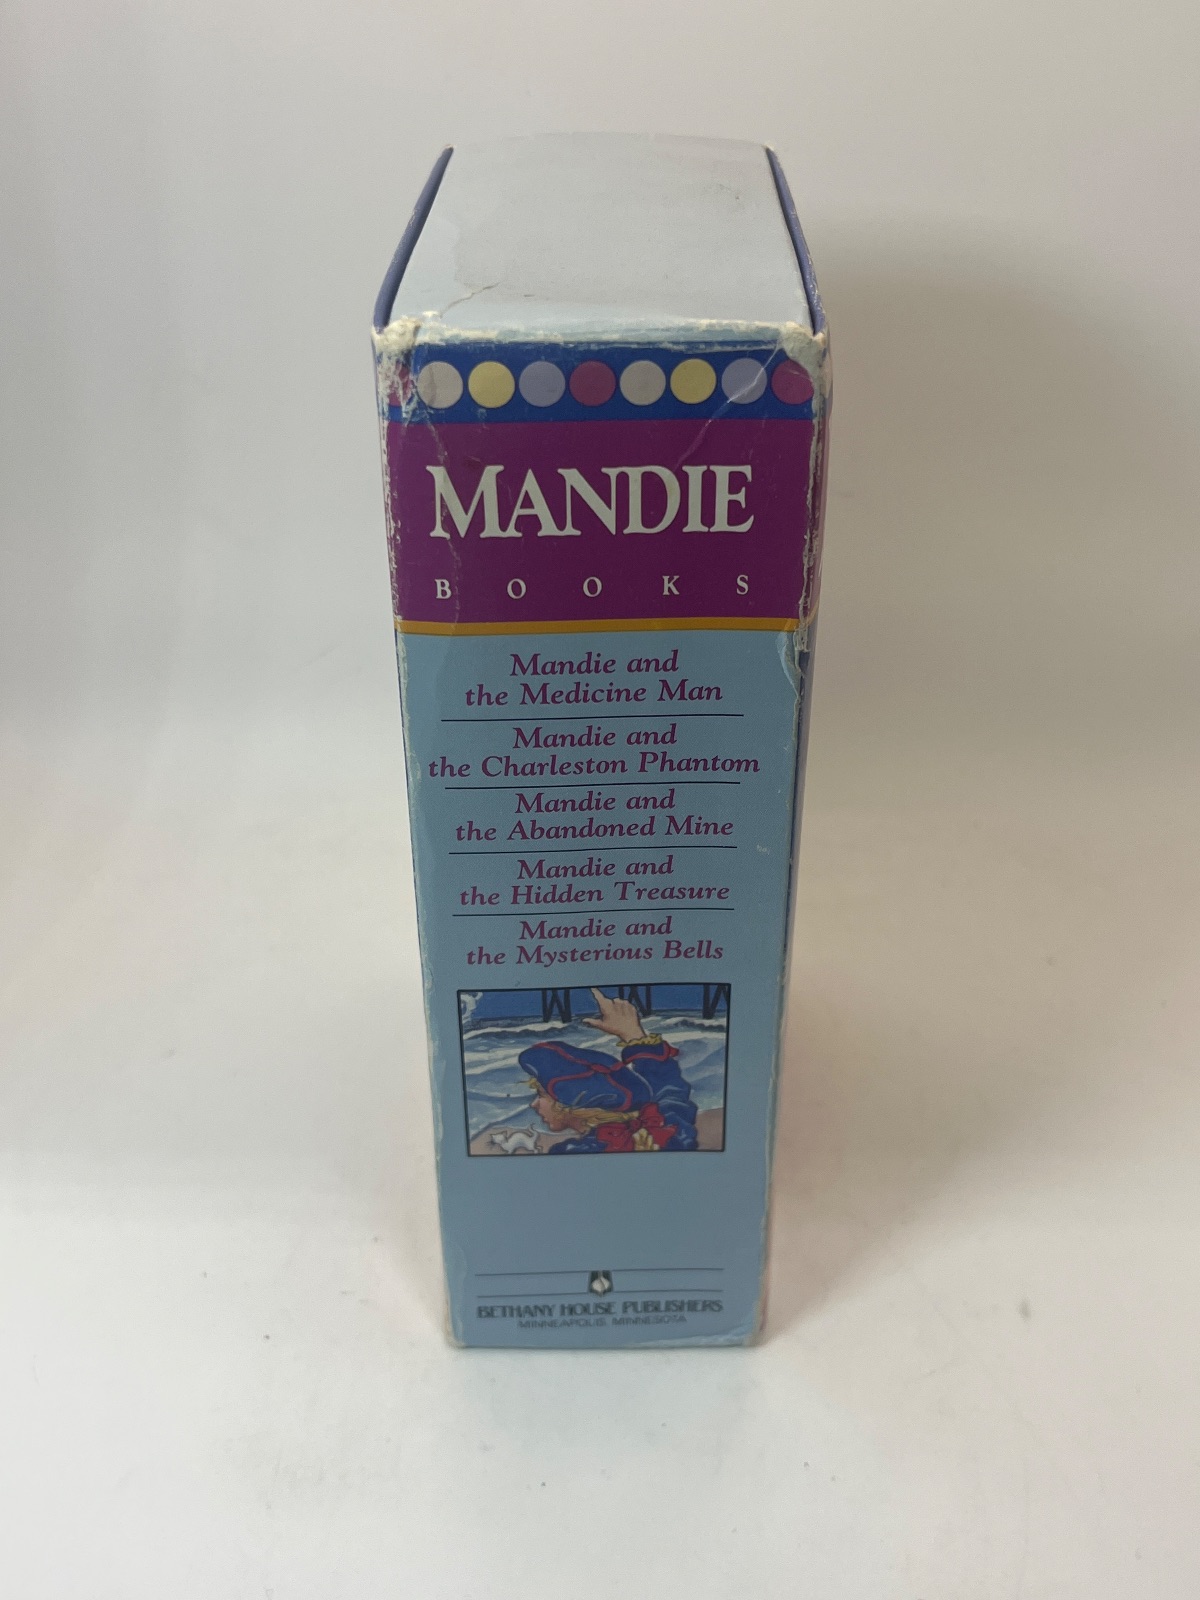 MANDIE
BOOKS
Mandie and
the Medicine Man
Mandie and
the Charleston Phantom
Mandie and
the Abandoned Mine
Mandie and
the Hidden Treasure
Mandie and
the Mysterious Bells
BETHANY HOUSE PUBLISHERS
MINNEAPOLIS, MINNESOTA